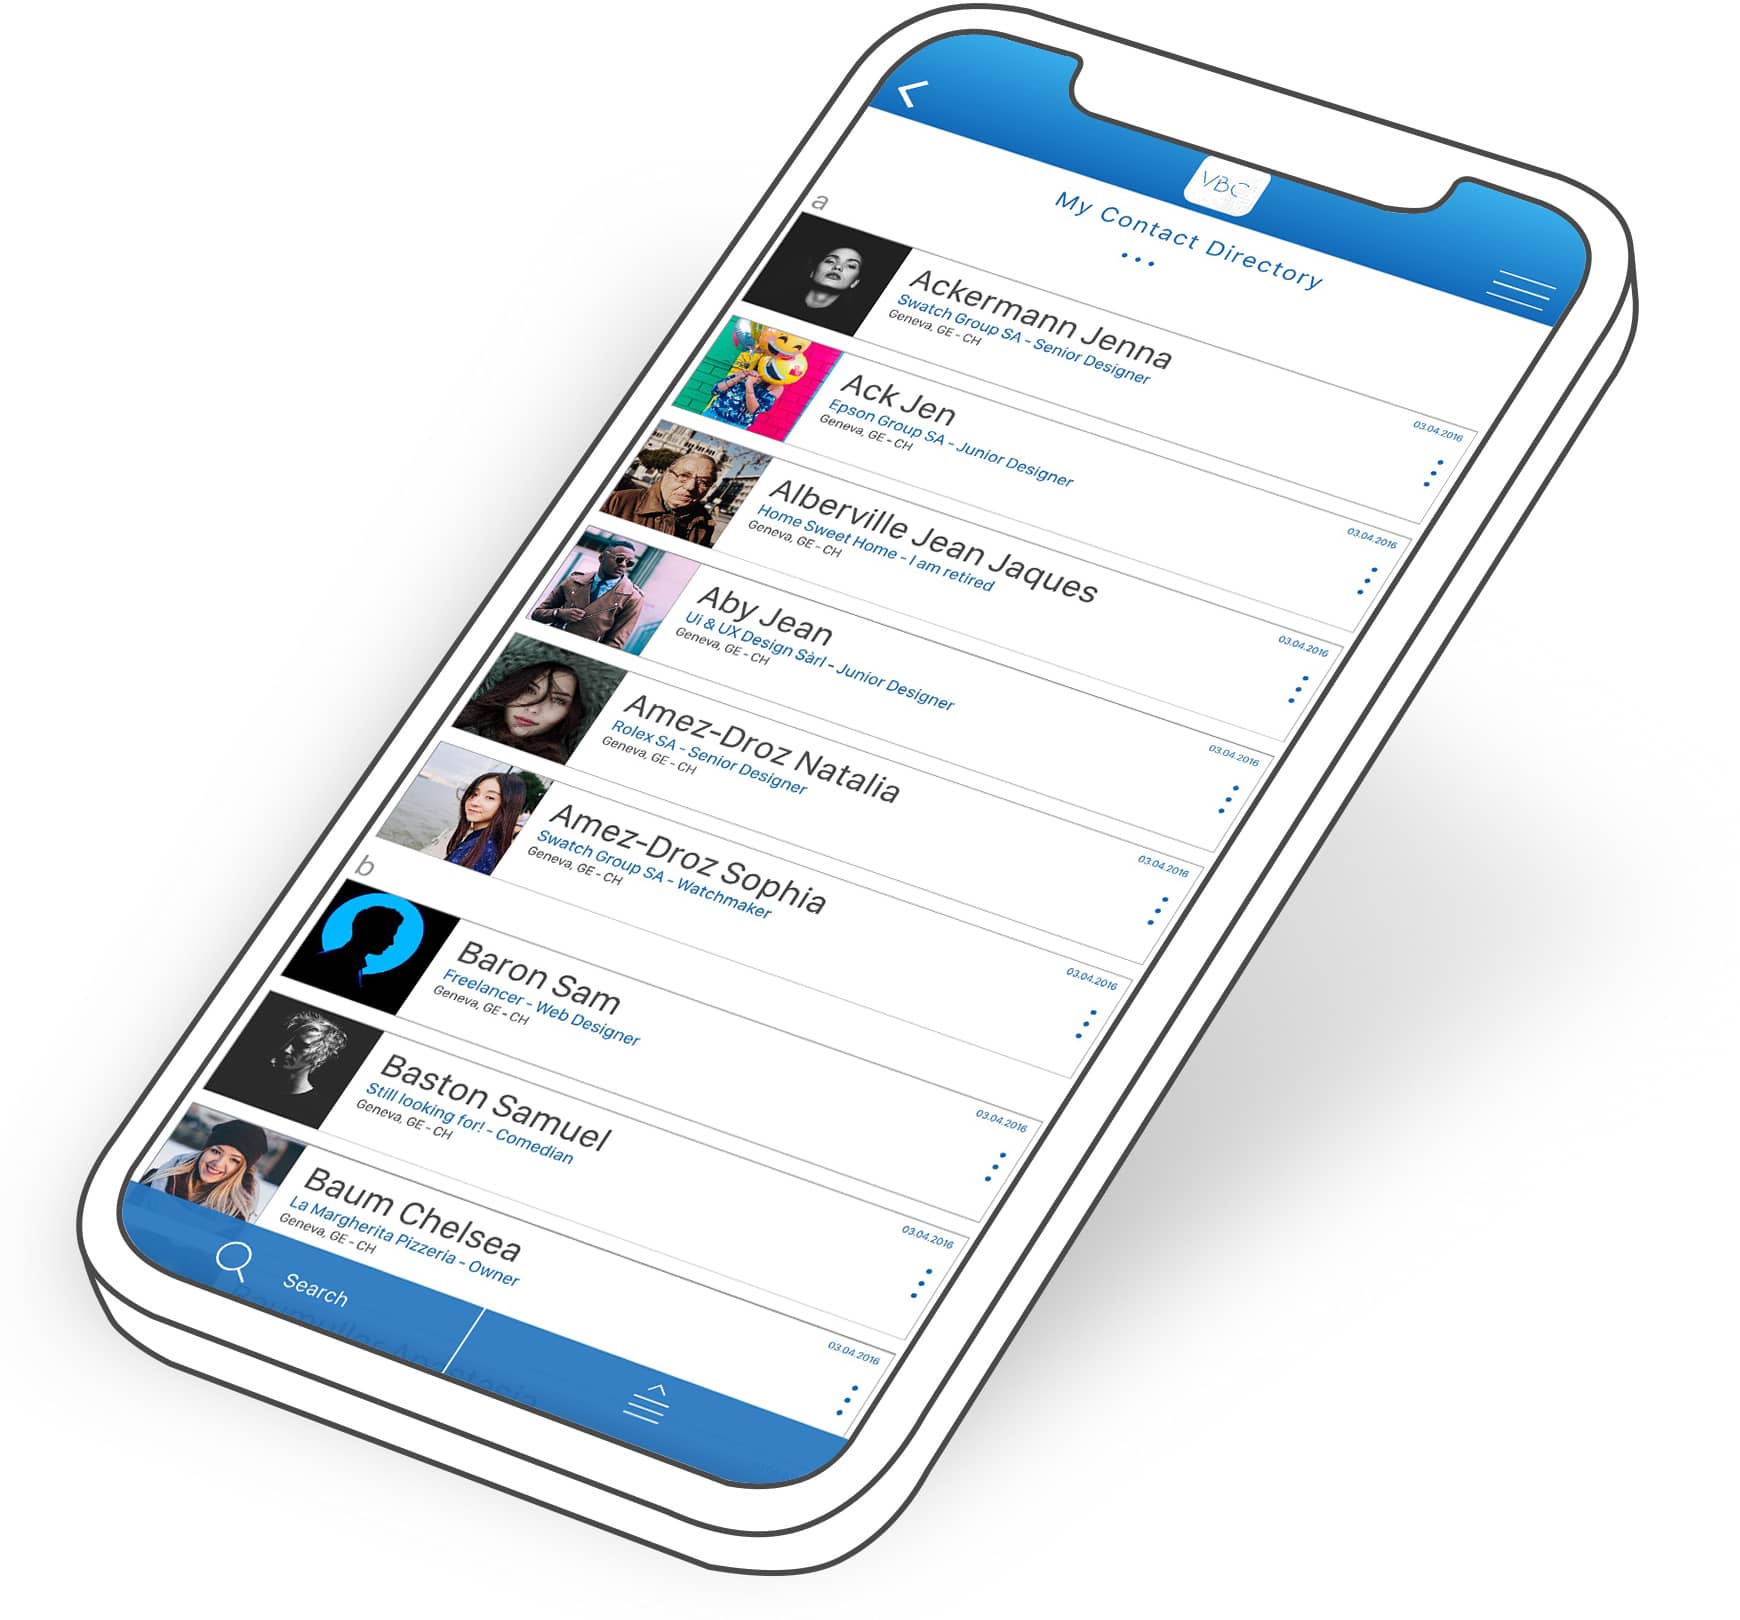 VBC
My Contact Directory
a
Ackermann Jenna
Swatch Group SA - Senior Designer
Geneva, GE - CH
03.04.2016
Ack Jen
Epson Group SA - Junior Designer
Geneva, GE - CH
03.04.2016
Alberville Jean Jaques
Home Sweet Home - I am retired
Geneva, GE - CH
03.04.2016
Aby Jean
Ui & UX Design Sàrl - Junior Designer
Geneva, GE - CH
03.04.2016
Amez-Droz Natalia
Rolex SA - Senior Designer
Geneva, GE - CH
03.04.2016
Amez-Droz Sophia
Swatch Group SA - Watchmaker
Geneva, GE - CH
03.04.2016
b
Baron Sam
Freelancer - Web Designer
Geneva, GE - CH
03.04.2016
Baston Samuel
Still looking for! - Comedian
Geneva, GE - CH
03.04.2016
Baum Chelsea
La Margherita Pizzeria - Owner
Geneva, GE - CH
03.04.2016
Search